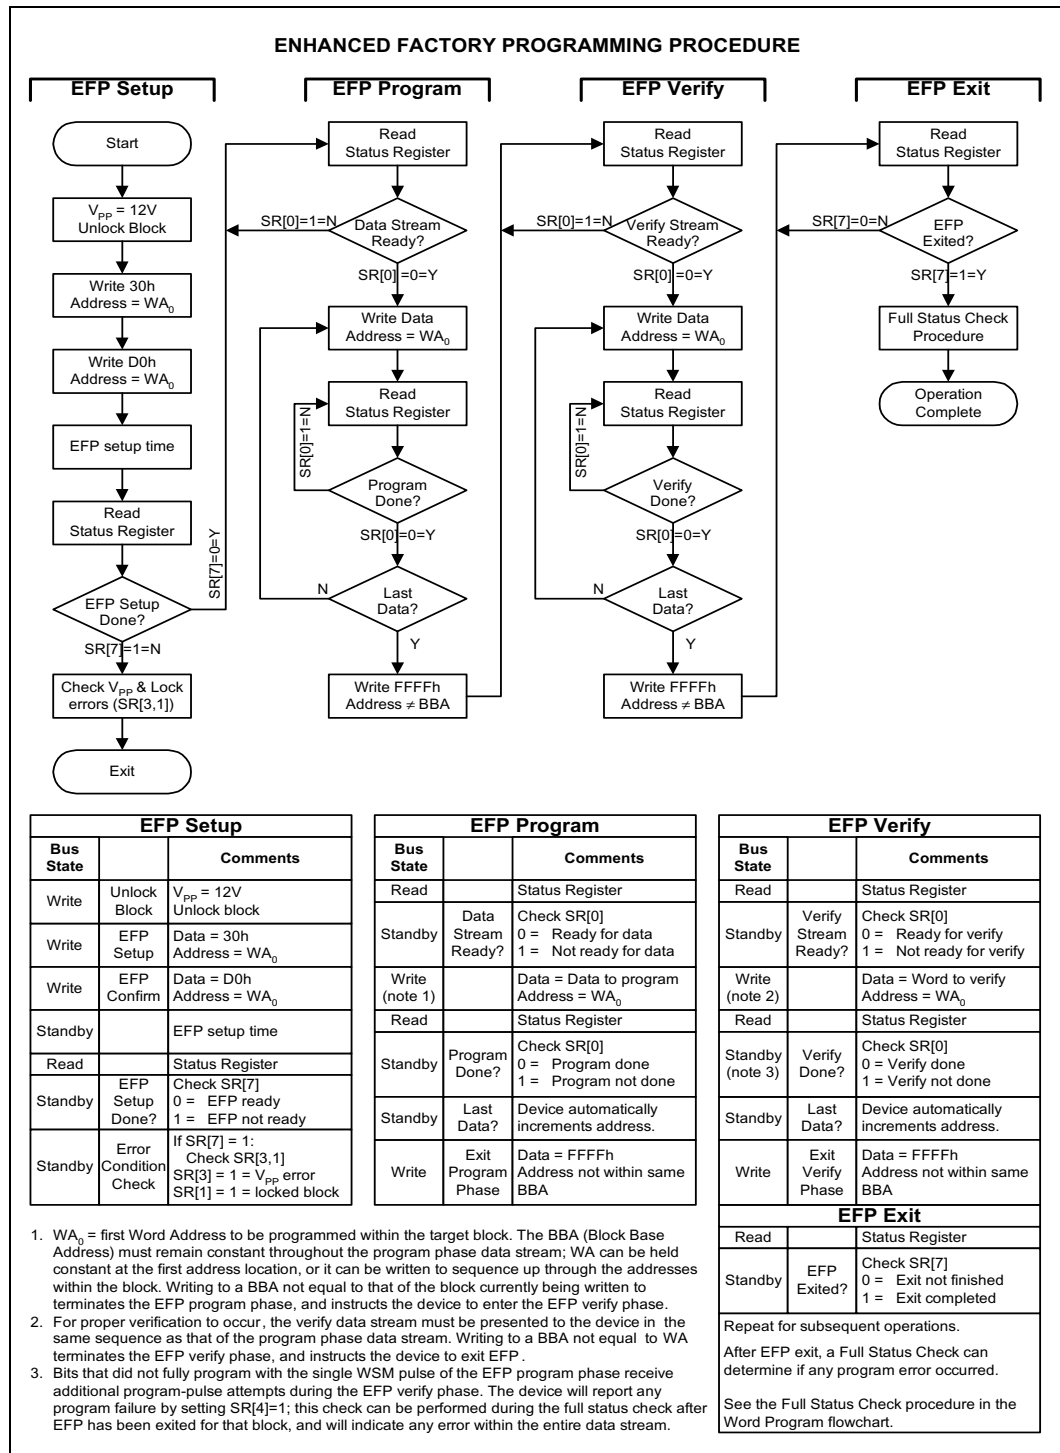 ENHANCED FACTORY PROGRAMMING PROCEDURE
EFP Setup
Start
V_PP = 12V
Unlock Block
Write 30h
Address = WA₀
Write D0h
Address = WA₀
EFP setup time
Read
Status Register
EFP Setup
Done?
SR[7]=0=Y
SR[7]=1=N
Check V_PP & Lock
errors (SR[3,1])
Exit
EFP Program
Read
Status Register
SR[0]=1=N
Data Stream
Ready?
SR[0]=0=Y
Write Data
Address = WA₀
Read
Status Register
SR[0]=1=N
Program
Done?
SR[0]=0=Y
N
Last
Data?
Y
Write FFFFh
Address ≠ BBA
EFP Verify
Read
Status Register
SR[0]=1=N
Verify Stream
Ready?
SR[0]=0=Y
Write Data
Address = WA₀
Read
Status Register
SR[0]=1=N
Verify
Done?
SR[0]=0=Y
N
Last
Data?
Y
Write FFFFh
Address ≠ BBA
EFP Exit
Read
Status Register
SR[7]=0=N
EFP
Exited?
SR[7]=1=Y
Full Status Check
Procedure
Operation
Complete
EFP Setup
Bus
State
Comments
Write
Unlock
Block
V_PP = 12V
Unlock block
Write
EFP
Setup
Data = 30h
Address = WA₀
Write
EFP
Confirm
Data = D0h
Address = WA₀
Standby
EFP setup time
Read
Status Register
Standby
EFP
Setup
Done?
Check SR[7]
0 = EFP ready
1 = EFP not ready
Standby
Error
Condition
Check
If SR[7] = 1:
Check SR[3,1]
SR[3] = 1 = V_PP error
SR[1] = 1 = locked block
EFP Program
Bus
State
Comments
Read
Status Register
Standby
Data
Stream
Ready?
Check SR[0]
0 = Ready for data
1 = Not ready for data
Write
(note 1)
Data = Data to program
Address = WA₀
Read
Status Register
Standby
Program
Done?
Check SR[0]
0 = Program done
1 = Program not done
Standby
Last
Data?
Device automatically
increments address.
Write
Exit
Program
Phase
Data = FFFFh
Address not within same
BBA
EFP Verify
Bus
State
Comments
Read
Status Register
Standby
Verify
Stream
Ready?
Check SR[0]
0 = Ready for verify
1 = Not ready for verify
Write
(note 2)
Data = Word to verify
Address = WA₀
Read
Status Register
Standby
(note 3)
Verify
Done?
Check SR[0]
0 = Verify done
1 = Verify not done
Standby
Last
Data?
Device automatically
increments address.
Write
Exit
Verify
Phase
Data = FFFFh
Address not within same
BBA
EFP Exit
Read
Status Register
Standby
EFP
Exited?
Check SR[7]
0 = Exit not finished
1 = Exit completed
Repeat for subsequent operations.
After EFP exit, a Full Status Check can
determine if any program error occurred.
See the Full Status Check procedure in the
Word Program flowchart.
1. WA₀ = first Word Address to be programmed within the target block. The BBA (Block Base
Address) must remain constant throughout the program phase data stream; WA can be held
constant at the first address location, or it can be written to sequence up through the addresses
within the block. Writing to a BBA not equal to that of the block currently being written to
terminates the EFP program phase, and instructs the device to enter the EFP verify phase.
2. For proper verification to occur, the verify data stream must be presented to the device in the
same sequence as that of the program phase data stream. Writing to a BBA not equal to WA
terminates the EFP verify phase, and instructs the device to exit EFP.
3. Bits that did not fully program with the single WSM pulse of the EFP program phase receive
additional program-pulse attempts during the EFP verify phase. The device will report any
program failure by setting SR[4]=1; this check can be performed during the full status check after
EFP has been exited for that block, and will indicate any error within the entire data stream.